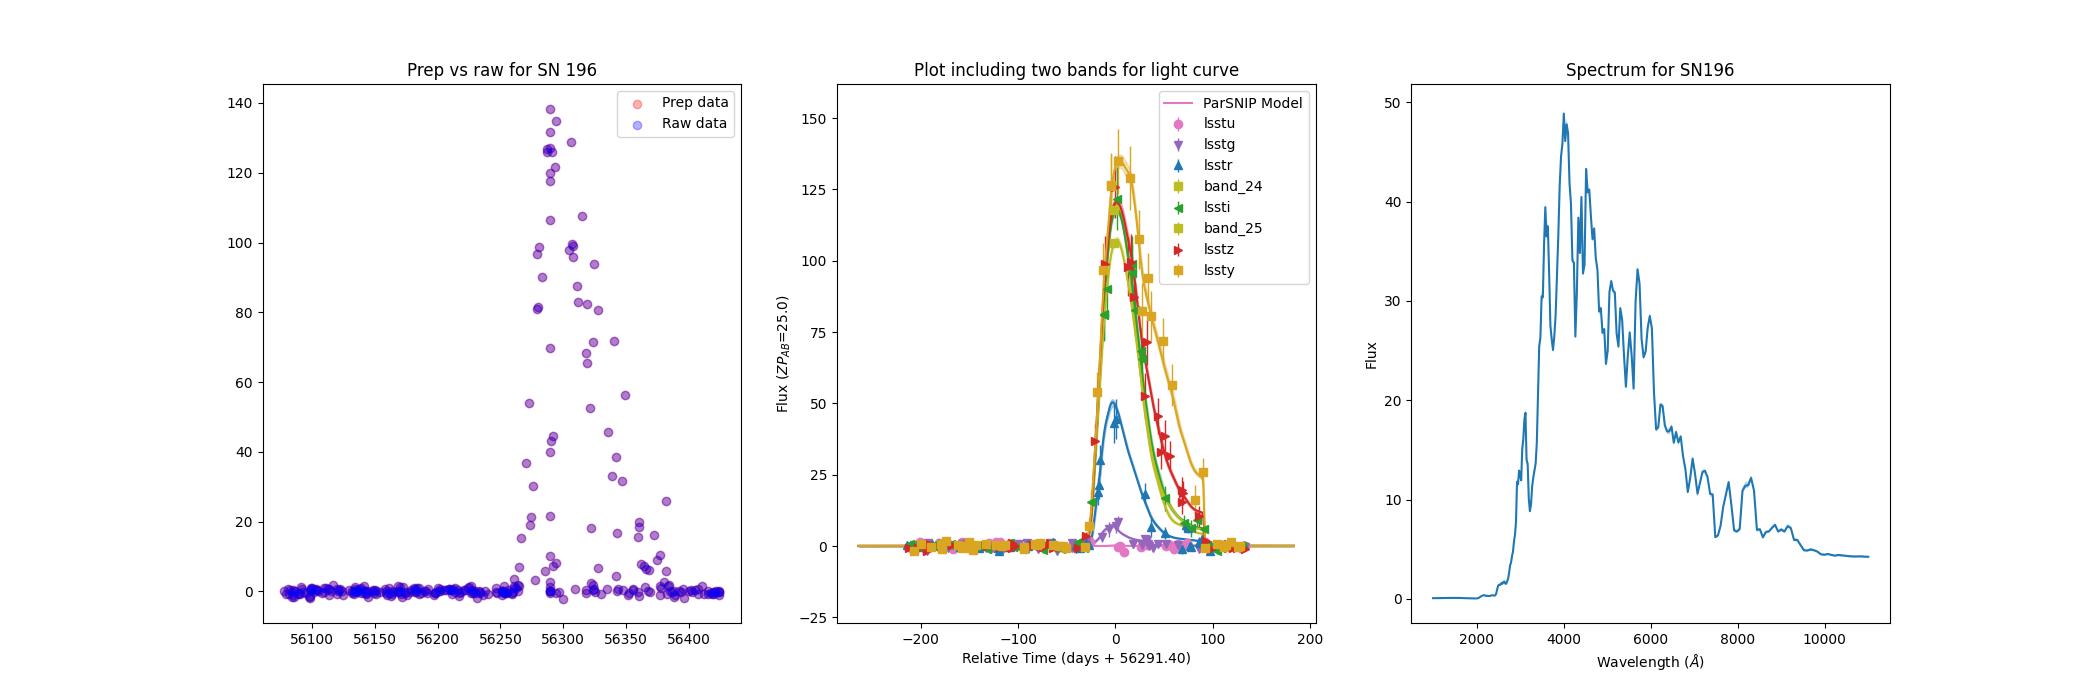 Prep vs raw for SN 196
Prep data
Raw data
140
120
100
80
60
40
20
0
56100 56150 56200 56250 56300 56350 56400
Plot including two bands for light curve
ParSNIP Model
lsstu
lsstg
lsstr
band_24
lssti
band_25
lsstz
lssty
Flux (ZP_{AB}=25.0)
150
125
100
75
50
25
0
−25
−200 −100 0 100 200
Relative Time (days + 56291.40)
Spectrum for SN196
Flux
50
40
30
20
10
0
2000 4000 6000 8000 10000
Wavelength (Å)